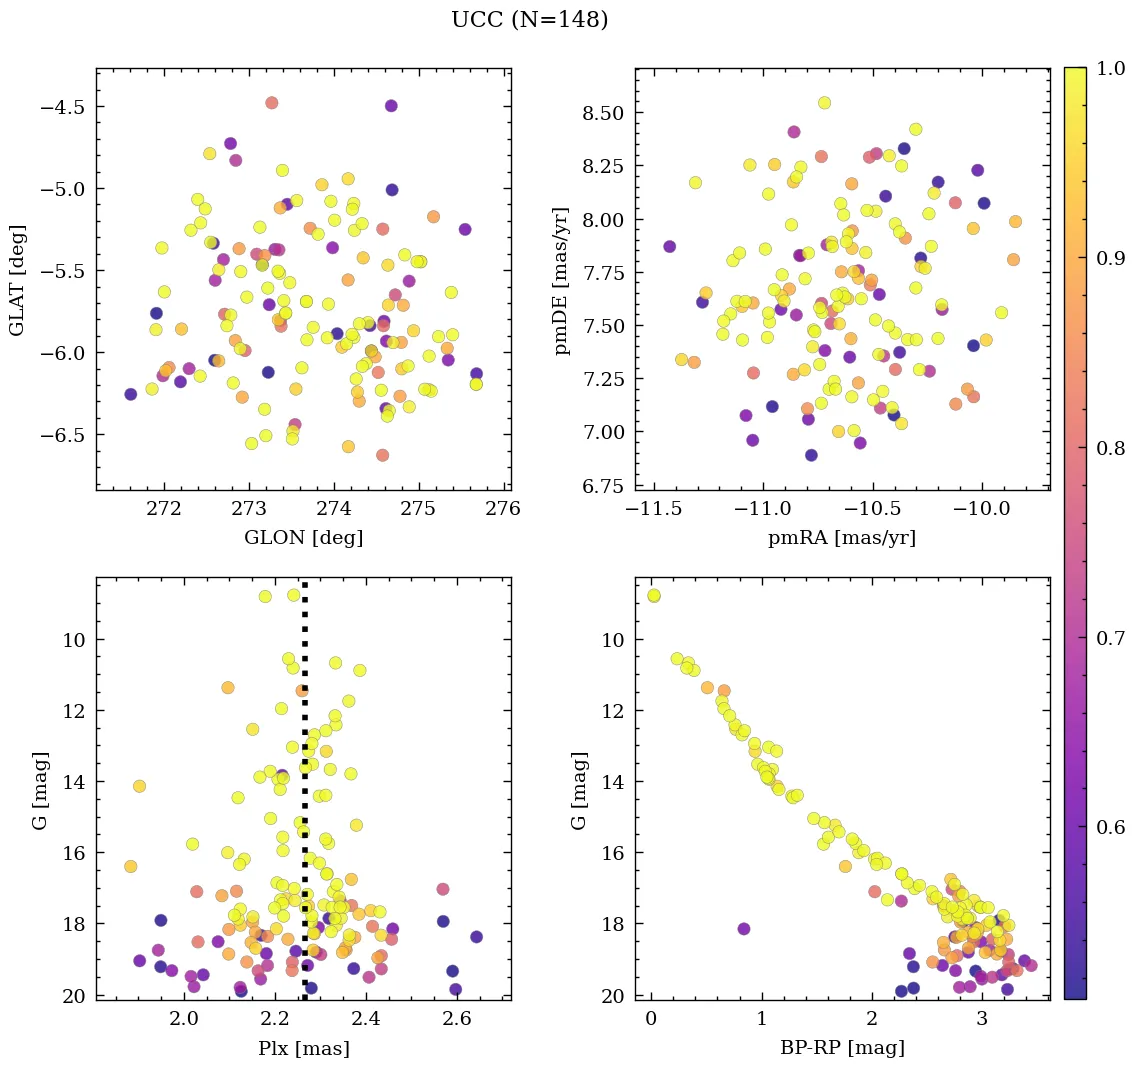 UCC (N=148)
−4.5
−5.0
−5.5
−6.0
−6.5
GLAT [deg]
272 273 274 275 276
GLON [deg]
8.50
8.25
8.00
7.75
7.50
7.25
7.00
6.75
pmDE [mas/yr]
−11.5 −11.0 −10.5 −10.0
pmRA [mas/yr]
1.0
0.9
0.8
0.7
0.6
10
12
14
16
18
20
G [mag]
2.0 2.2 2.4 2.6
Plx [mas]
10
12
14
16
18
20
G [mag]
0 1 2 3
BP-RP [mag]